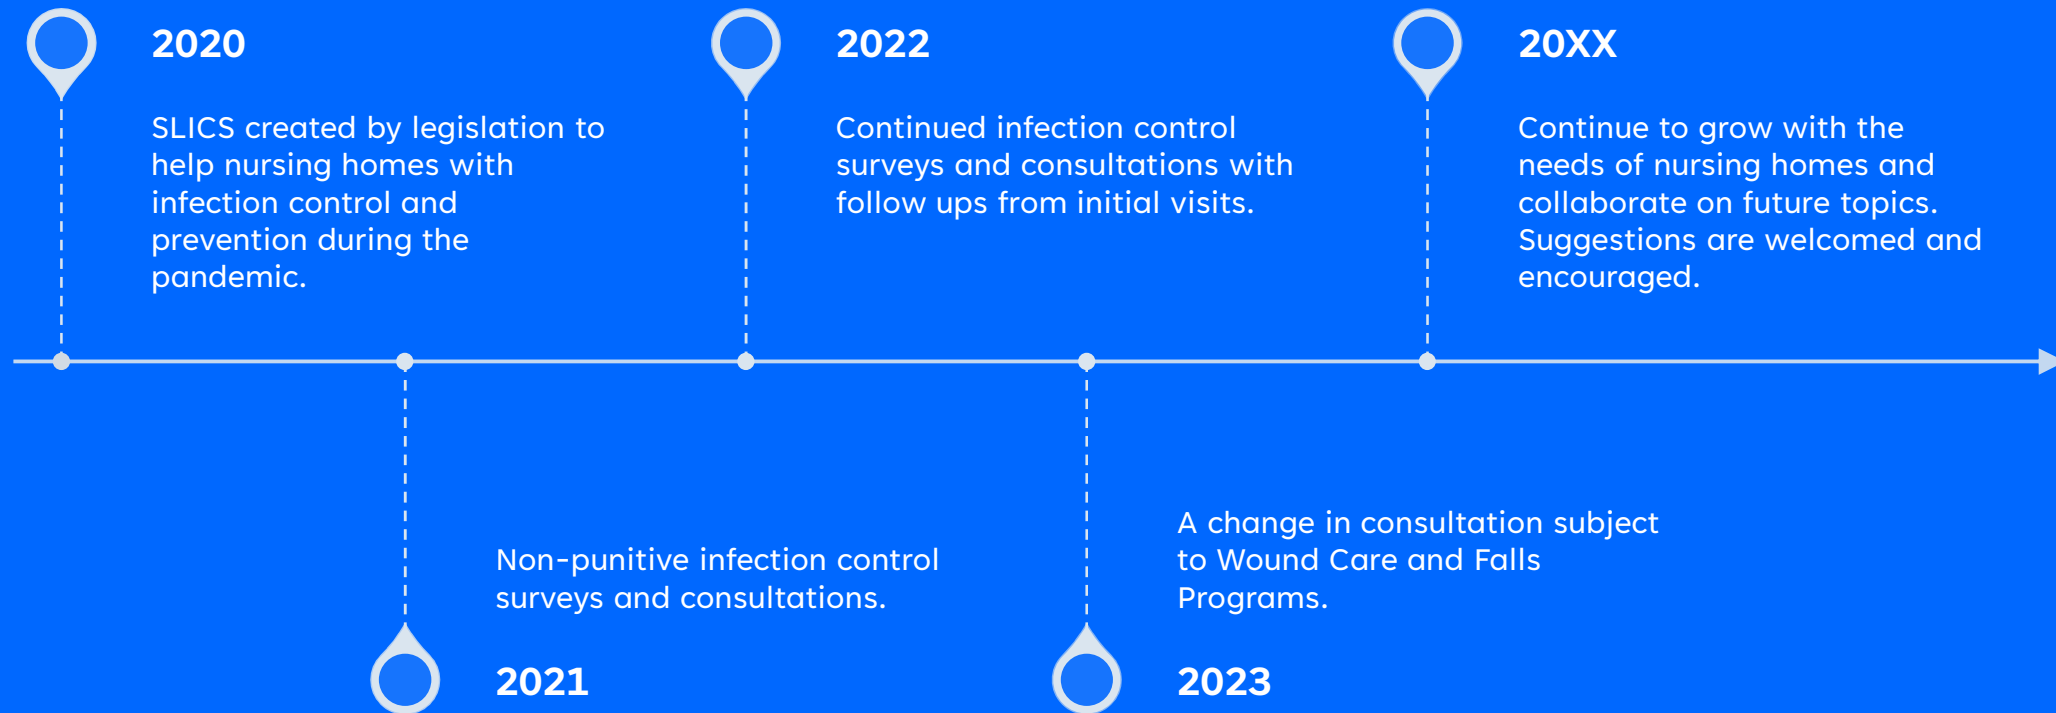 2020
SLICS created by legislation to
help nursing homes with
infection control and
prevention during the
pandemic.
2022
Continued infection control
surveys and consultations with
follow ups from initial visits.
20XX
Continue to grow with the
needs of nursing homes and
collaborate on future topics.
Suggestions are welcomed and
encouraged.
Non-punitive infection control
surveys and consultations.
2021
A change in consultation subject
to Wound Care and Falls
Programs.
2023